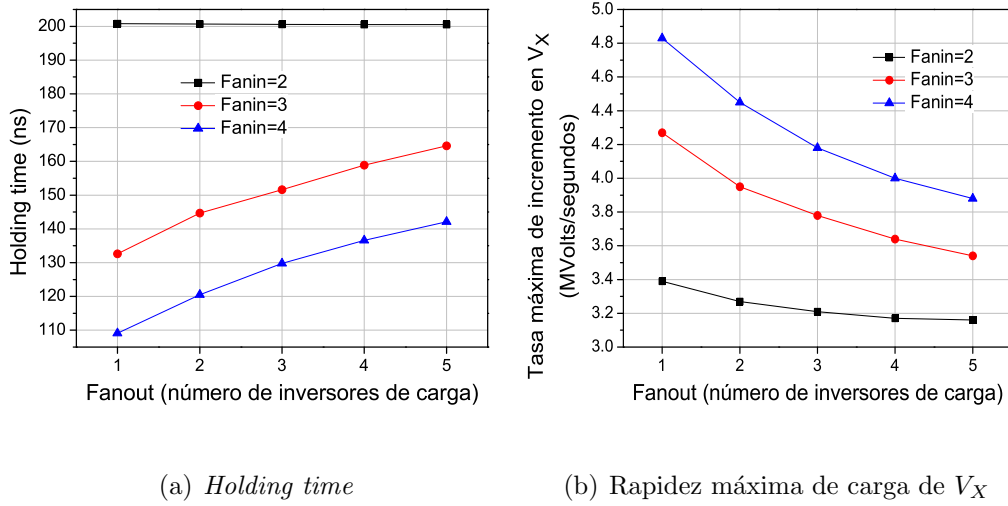 Holding time (ns)
200
190
180
170
160
150
140
130
120
110
Fanin=2
Fanin=3
Fanin=4
1 2 3 4 5
Fanout (número de inversores de carga)
(a) Holding time
Tasa máxima de incremento en VX
(MVolts/segundos)
5.0
4.8
4.6
4.4
4.2
4.0
3.8
3.6
3.4
3.2
3.0
Fanin=2
Fanin=3
Fanin=4
1 2 3 4 5
Fanout (número de inversores de carga)
(b) Rapidez máxima de carga de VX